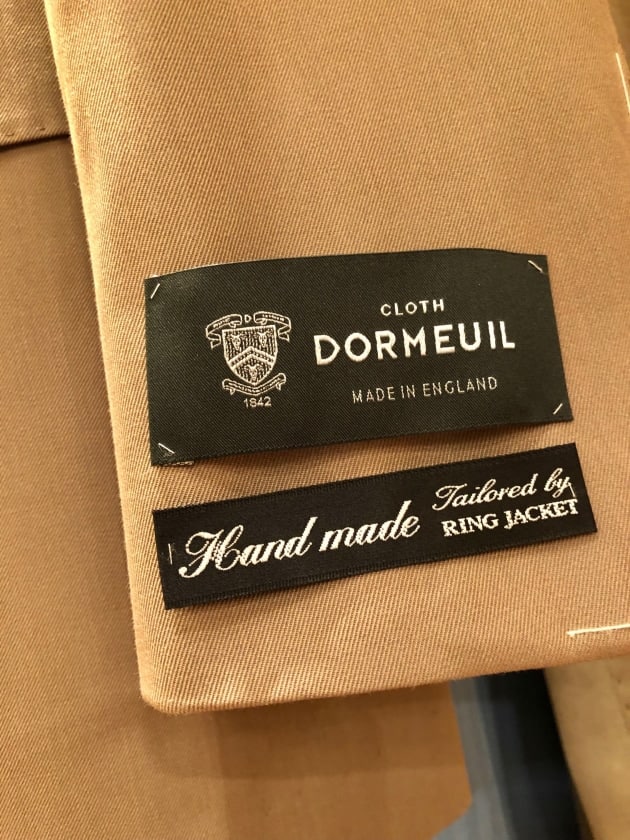 CLOTH
DORMEUIL
MADE IN ENGLAND
D
1842
Hand made
Tailored by
RING JACKET